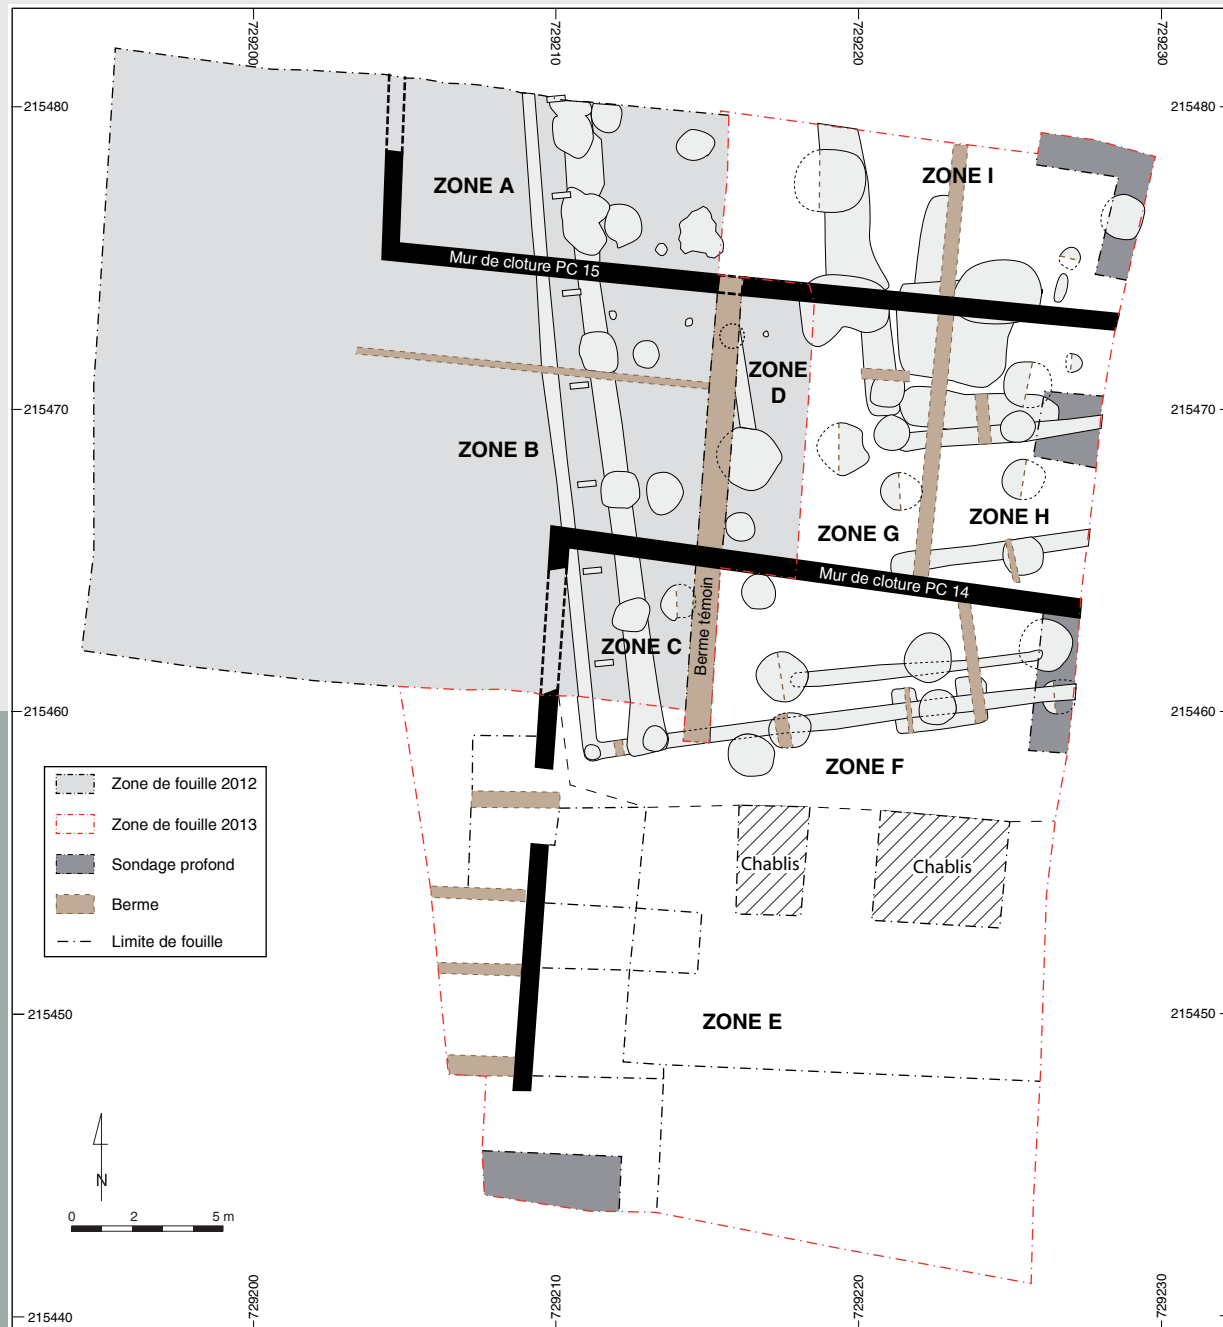 729200
729210
729220
729230
215480
215480
ZONE A
ZONE I
Mur de cloture PC 15
ZONE
D
215470
215470
ZONE B
ZONE H
ZONE G
Mur de cloture PC 14
Berme témoin
ZONE C
215460
215460
ZONE F
Zone de fouille 2012
Zone de fouille 2013
Sondage profond
Berme
Limite de fouille
Chablis
Chablis
215450
215450
ZONE E
N
0 2 5 m
729200
729210
729220
729230
215440